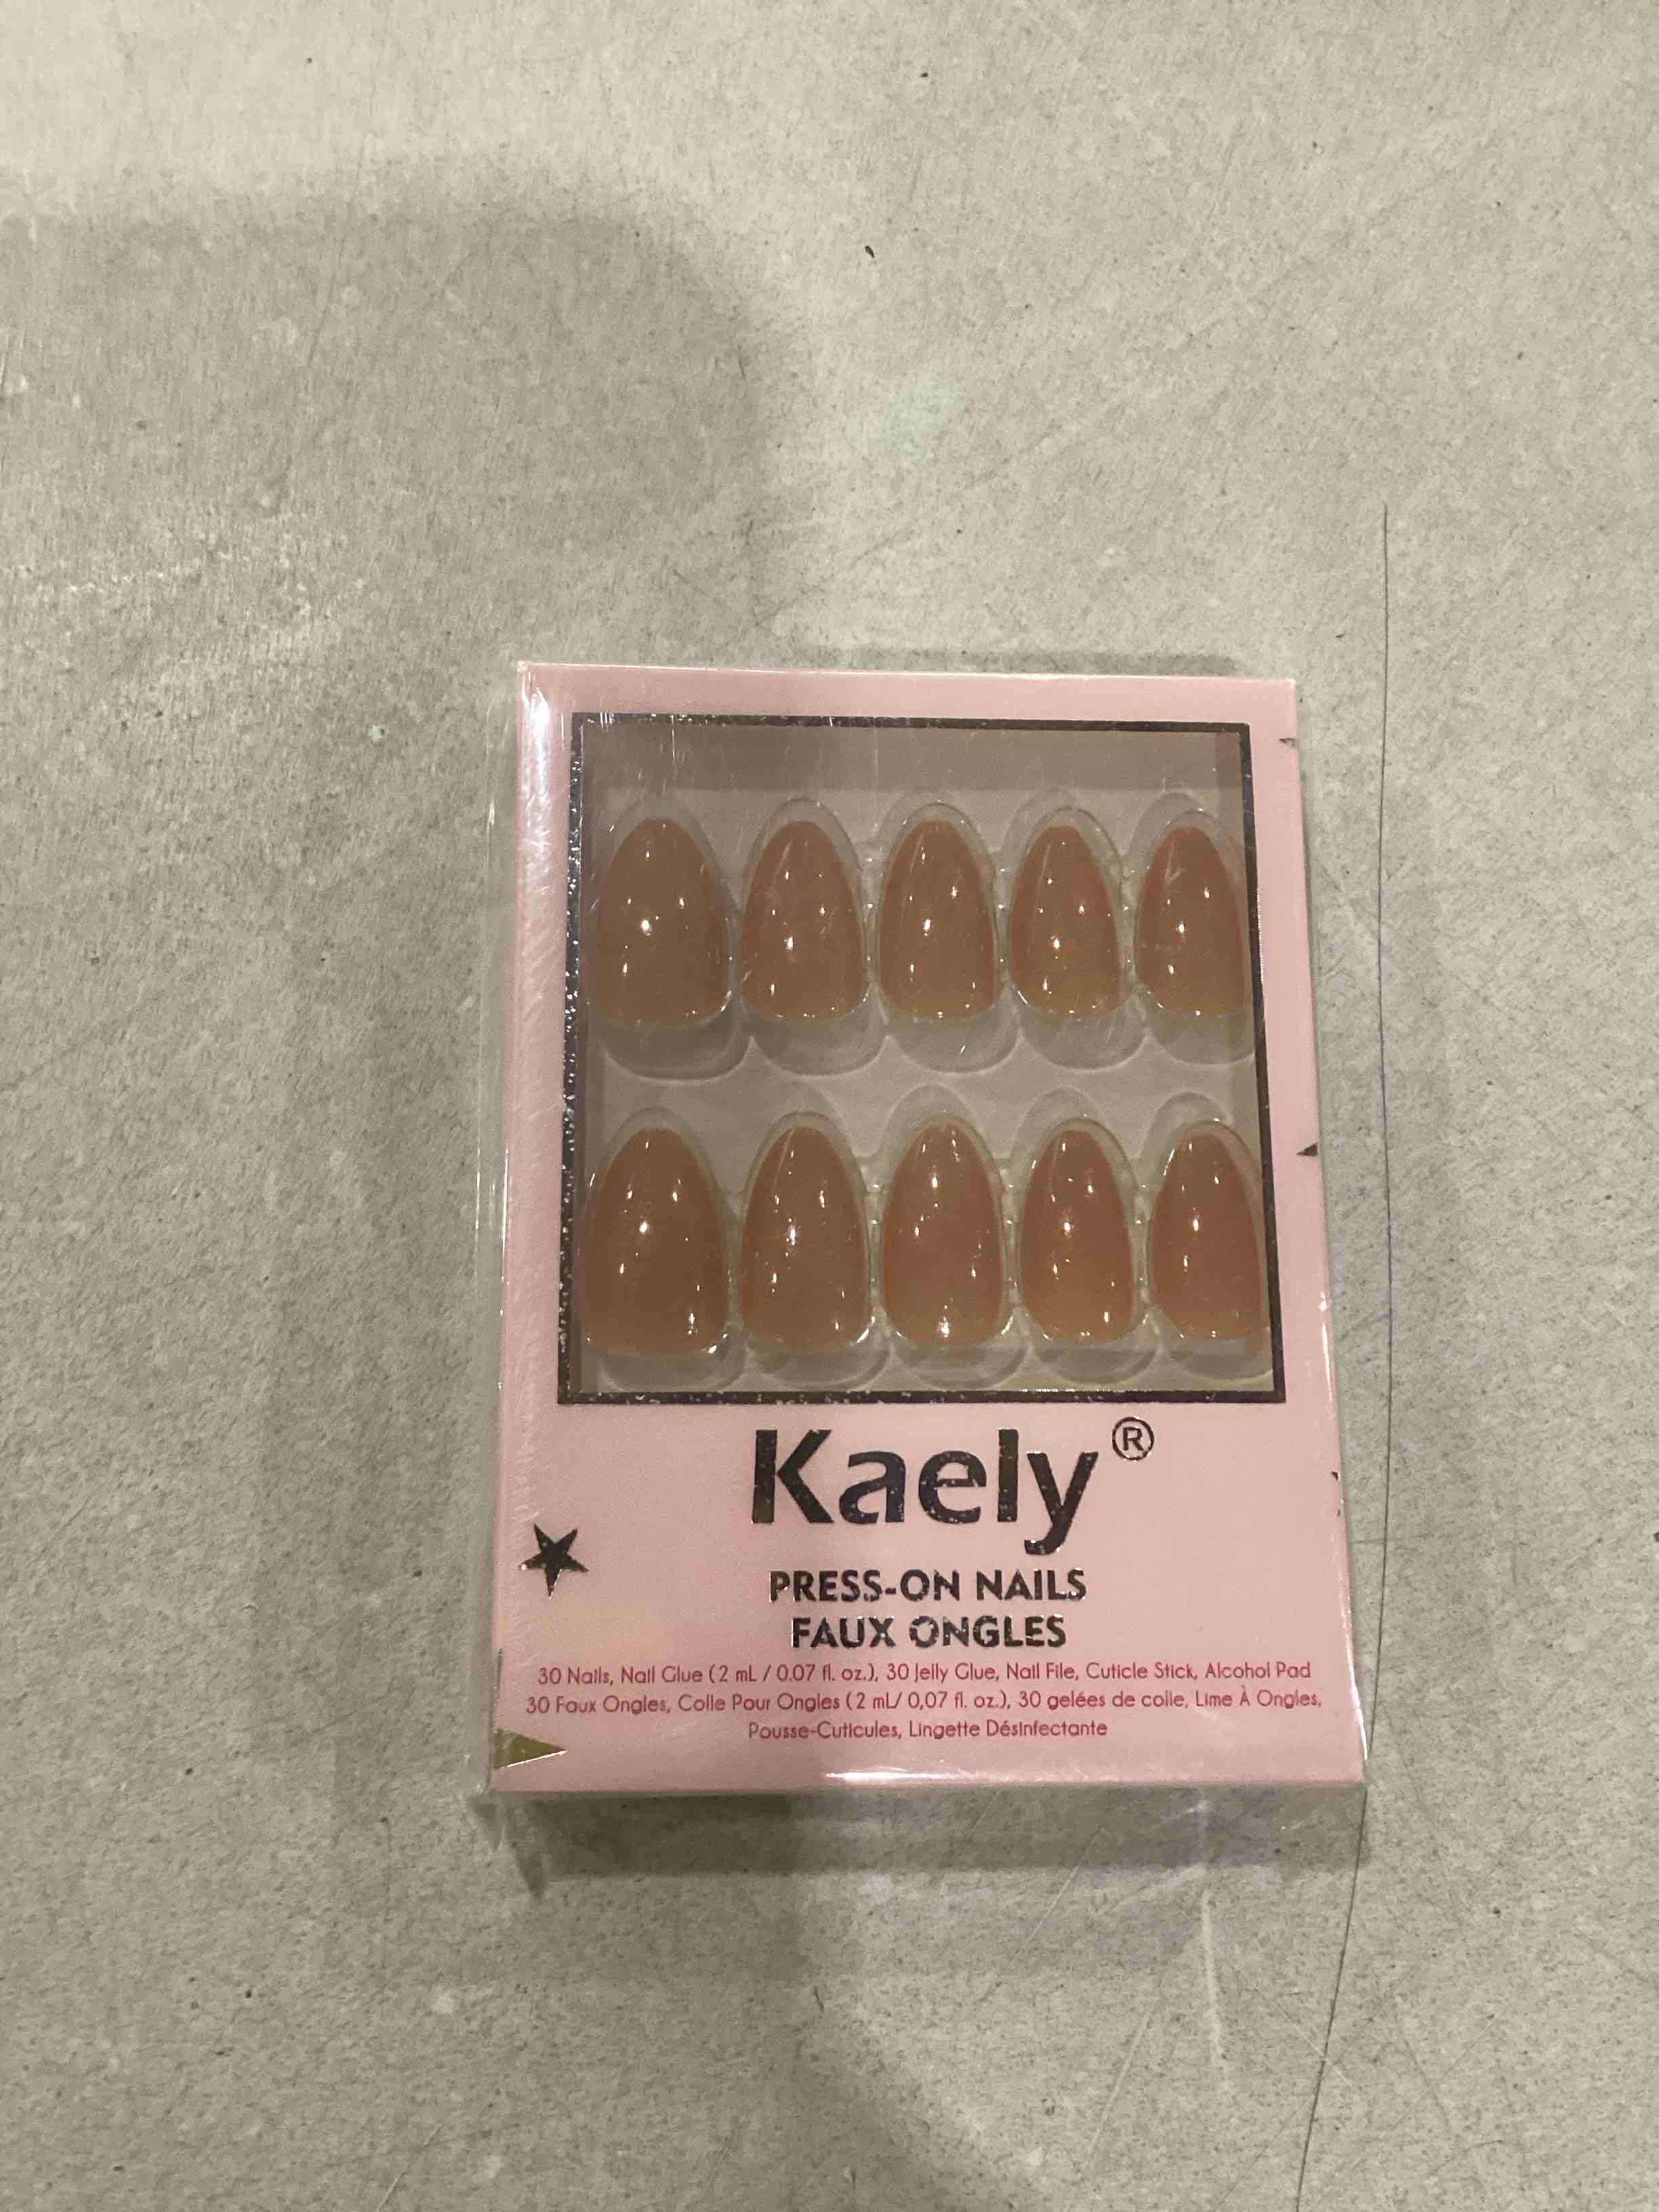 Kaely®
PRESS-ON NAILS
FAUX ONGLES
30 Nails, Nail Glue (2 mL / 0.07 fl. oz.), 30 Jelly Glue, Nail File, Cuticle Stick, Alcohol Pad
30 Faux Ongles, Colle Pour Ongles (2 mL/ 0,07 fl. oz.), 30 gelées de colle, Lime À Ongles,
Pousse-Cuticules, Lingette Désinfectante